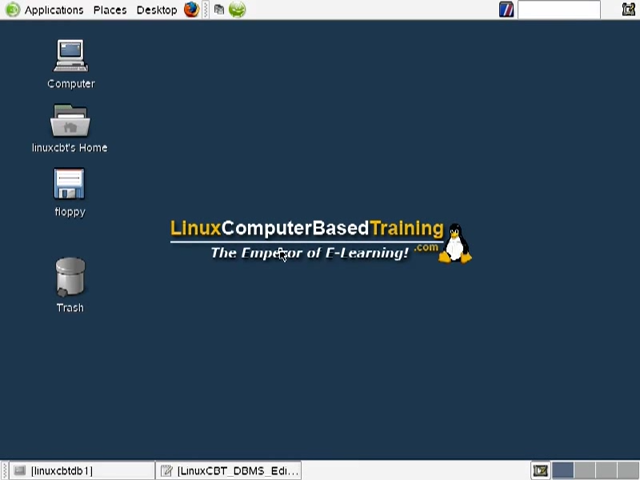 Applications Places Desktop
Computer
linuxcbt's Home
floppy
Trash
LinuxComputerBasedTraining
.com
The Emperor of E-Learning!
[linuxcbtdb1]
[LinuxCBT_DBMS_Edi...